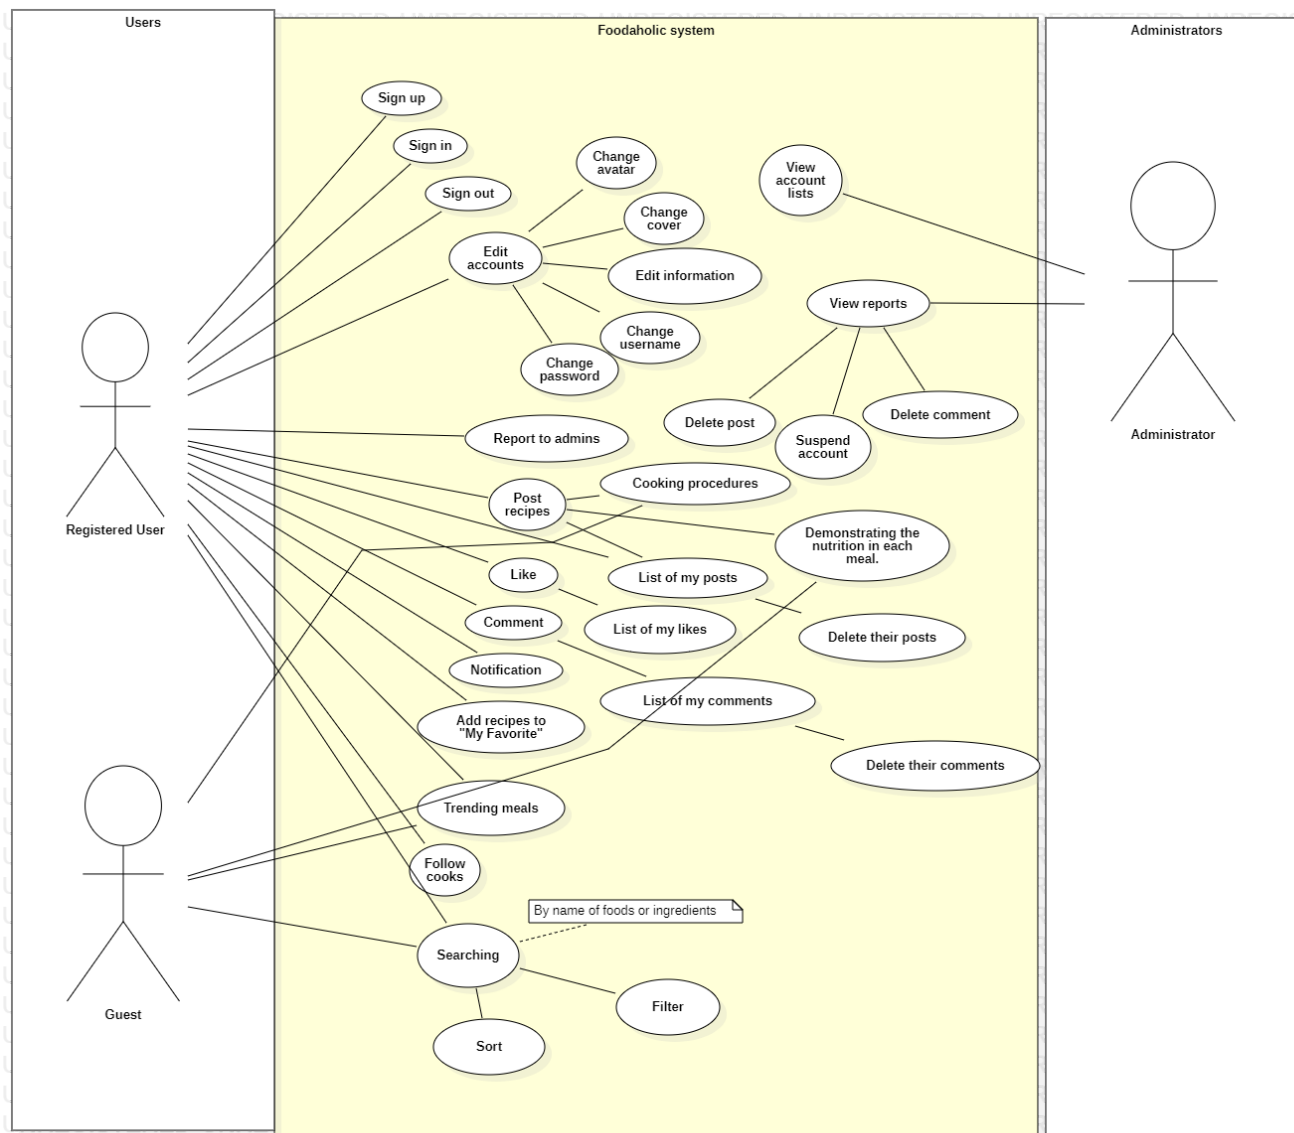 Users
Foodaholic system
Administrators
Sign up
Sign in
Sign out
Change
avatar
View
account
lists
Change
cover
Edit
accounts
Edit information
View reports
Change
username
Change
password
Delete post
Delete comment
Suspend
account
Administrator
Report to admins
Cooking procedures
Post
recipes
Registered User
Demonstrating the
nutrition in each
meal.
Like
List of my posts
Comment
List of my likes
Delete their posts
Notification
List of my comments
Add recipes to
"My Favorite"
Delete their comments
Trending meals
Follow
cooks
By name of foods or ingredients
Searching
Guest
Filter
Sort